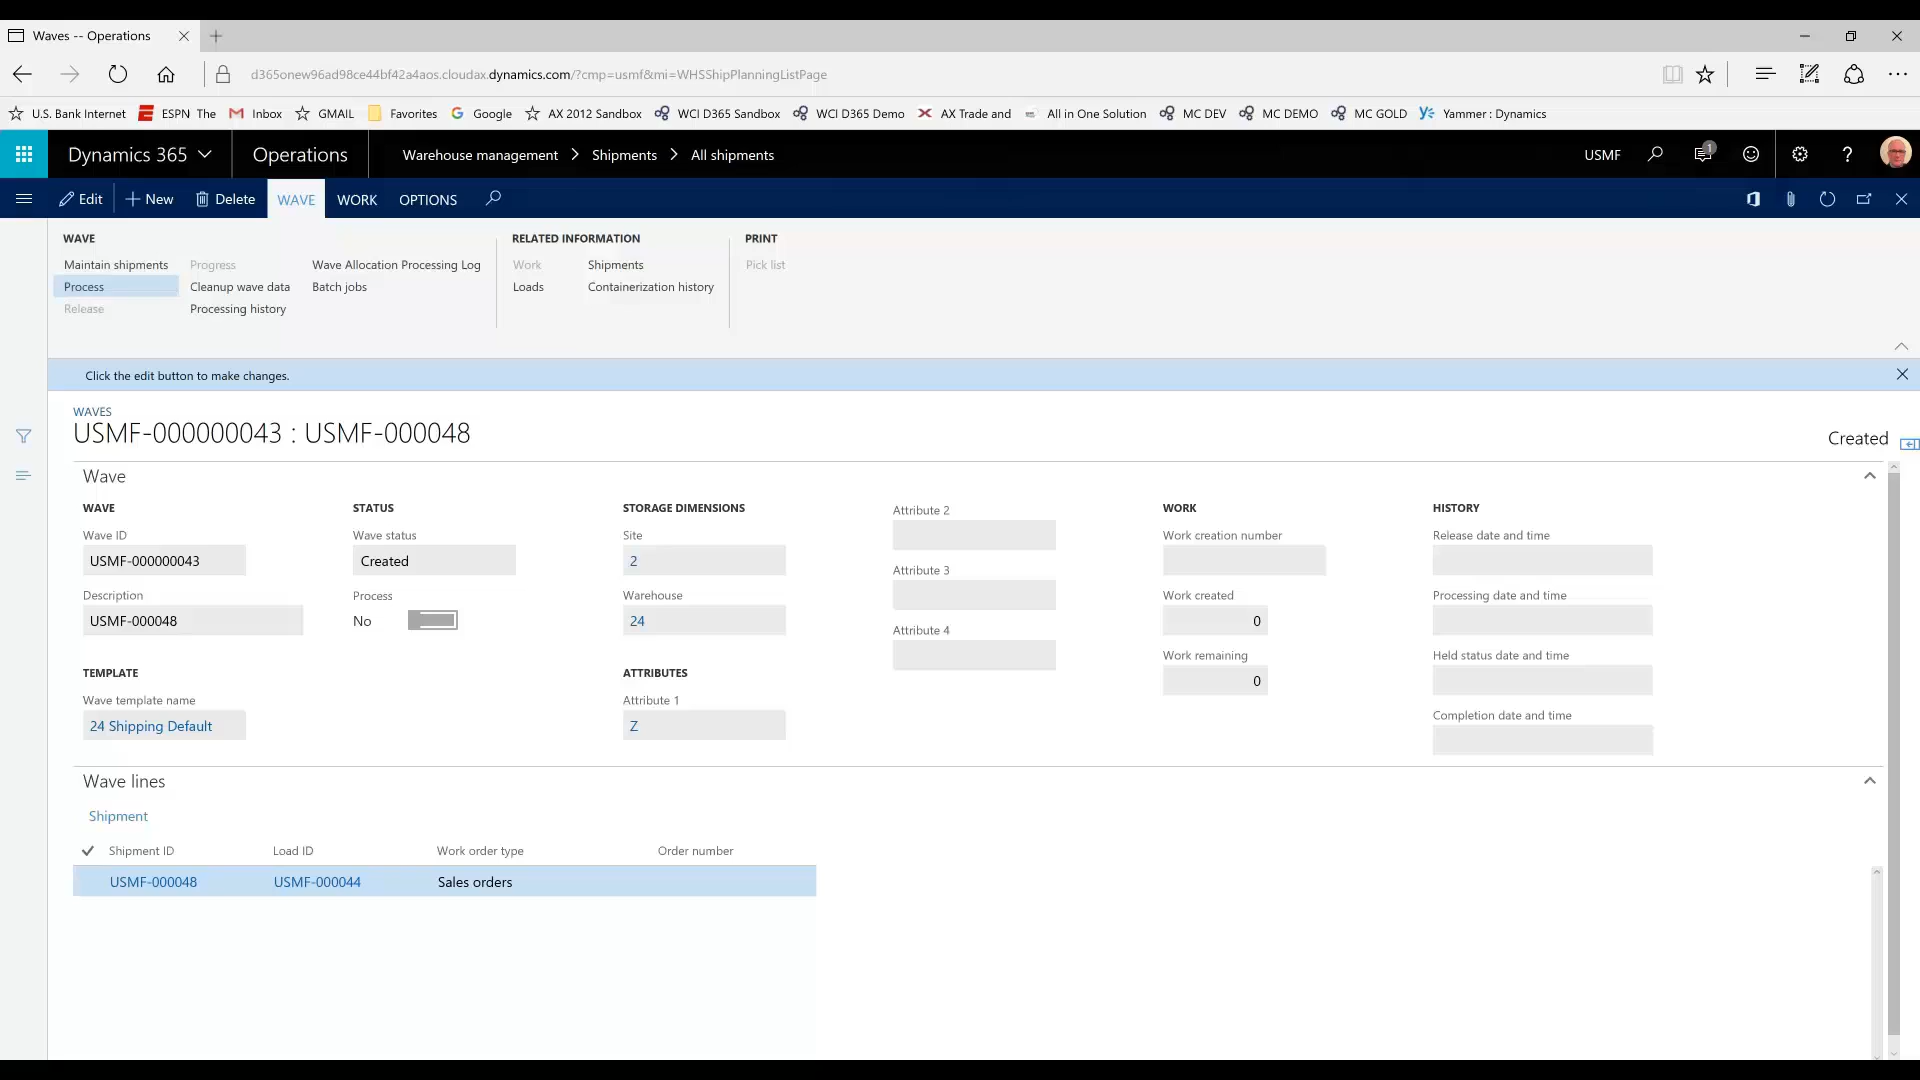 Waves -- Operations
d365onew96ad98ce44bf42a4aos.cloudax.dynamics.com/?cmp=usmf&mi=WHSShipPlanningListPage
U.S. Bank Internet ESPN The Inbox GMAIL Favorites Google AX 2012 Sandbox WCI D365 Sandbox WCI D365 Demo AX Trade and All in One Solution MC DEV MC DEMO MC GOLD Yammer : Dynamics
Dynamics 365 Operations Warehouse management > Shipments > All shipments USMF 1 ?
Edit New Delete WAVE WORK OPTIONS
WAVE RELATED INFORMATION PRINT
Maintain shipments Progress Wave Allocation Processing Log Work Shipments Pick list
Process Cleanup wave data Batch jobs Loads Containerization history
Release Processing history
Click the edit button to make changes.
WAVES
USMF-000000043 : USMF-000048
Created
Wave
WAVE STATUS STORAGE DIMENSIONS Attribute 2 WORK HISTORY
Wave ID Wave status Site Work creation number Release date and time
USMF-000000043 Created 2
Attribute 3
Description Process Warehouse Work created Processing date and time
USMF-000048 No 24 0
Attribute 4
Work remaining Held status date and time
TEMPLATE ATTRIBUTES 0
Wave template name Attribute 1 Completion date and time
24 Shipping Default Z
Wave lines
Shipment
Shipment ID Load ID Work order type Order number
USMF-000048 USMF-000044 Sales orders